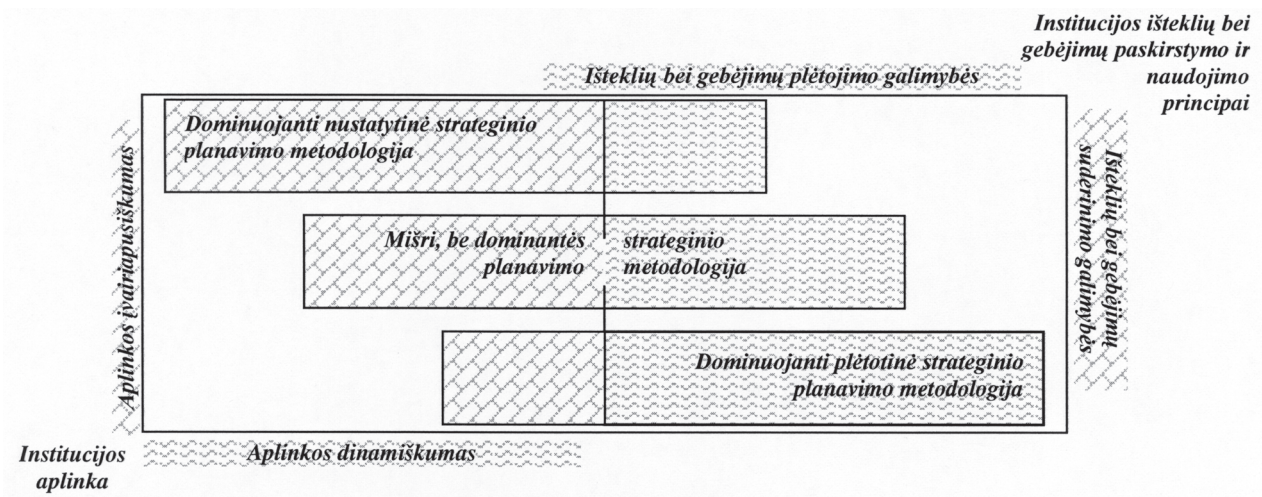 Institucijos išteklių bei
gebėjimų paskirstymo ir
naudojimo
principai
Išteklių bei gebėjimų plėtojimo galimybės
Dominuojanti nustatytinė strateginio
planavimo metodologija
Aplinkos įvairiapusiškumas
Išteklių bei gebėjimų
suderinimo galimybės
Mišri, be dominantės strateginio
planavimo metodologija
Dominuojanti plėtotinė strateginio
planavimo metodologija
Institucijos
aplinka
Aplinkos dinamiškumas